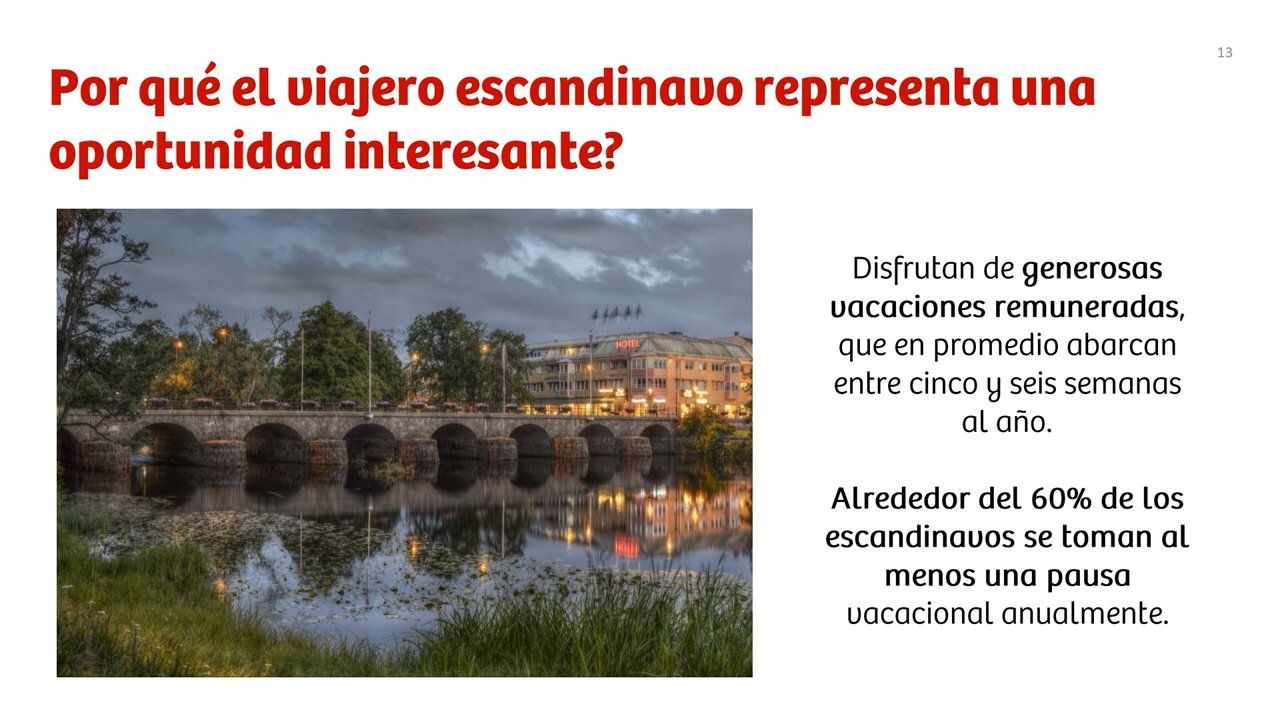 13
Por qué el viajero escandinavo representa una
oportunidad interesante?
HOTEL
Disfrutan de generosas
vacaciones remuneradas,
que en promedio abarcan
entre cinco y seis semanas
al año.
Alrededor del 60% de los
escandinavos se toman al
menos una pausa
vacacional anualmente.